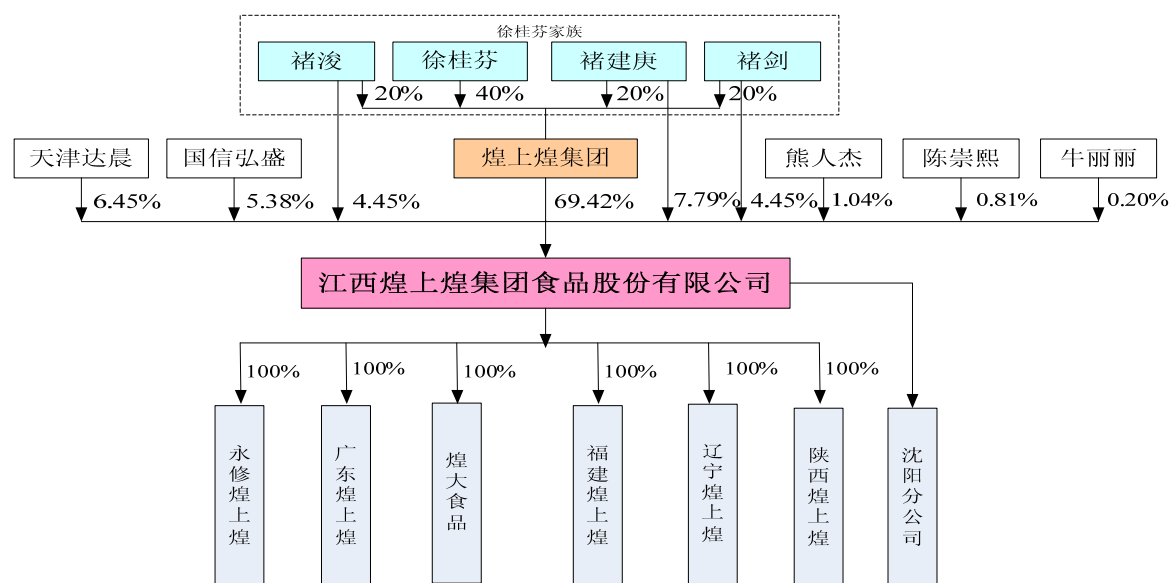 徐桂芬家族
褚浚
徐桂芬
褚建庚
褚剑
20%
40%
20%
20%
天津达晨
国信弘盛
煌上煌集团
熊人杰
陈崇熙
牛丽丽
6.45%
5.38%
4.45%
69.42%
7.79%
4.45%
1.04%
0.81%
0.20%
江西煌上煌集团食品股份有限公司
100%
100%
100%
100%
100%
100%
永修煌上煌
广东煌上煌
煌大食品
福建煌上煌
辽宁煌上煌
陕西煌上煌
沈阳分公司